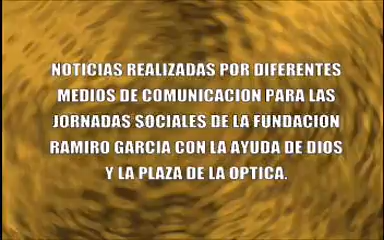 NOTICIAS REALIZADAS POR DIFERENTES
MEDIOS DE COMUNICACION PARA LAS
JORNADAS SOCIALES DE LA FUNDACION
RAMIRO GARCIA CON LA AYUDA DE DIOS
Y LA PLAZA DE LA OPTICA.